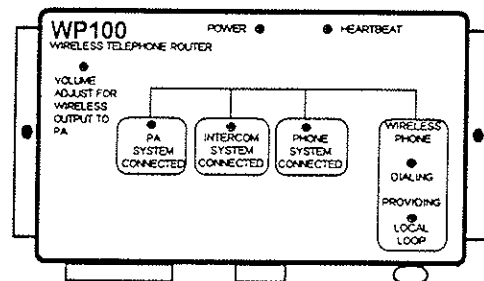 WP100
POWER
HEARTBEAT
WIRELESS TELEPHONE ROUTER
VOLUME
ADJUST FOR
WIRELESS
OUTPUT TO
PA
PA
SYSTEM
CONNECTED
INTERCOM
SYSTEM
CONNECTED
PHONE
SYSTEM
CONNECTED
WIRELESS
PHONE
DIALING
PROVIDING
LOCAL
LOOP